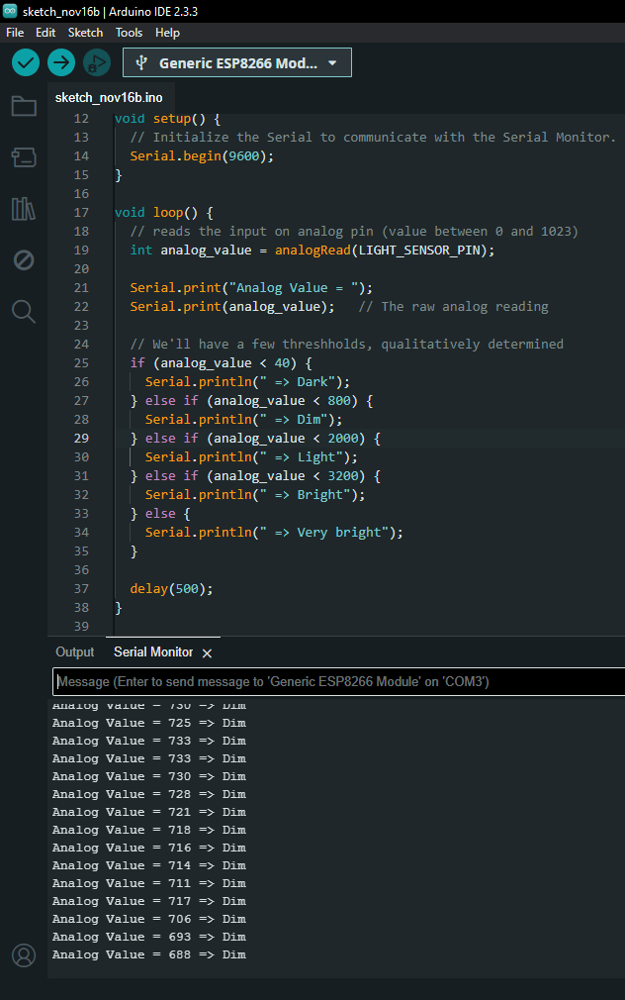 sketch_nov16b | Arduino IDE 2.3.3
File Edit Sketch Tools Help
Generic ESP8266 Mod...
sketch_nov16b.ino
12 void setup() {
13 // Initialize the Serial to communicate with the Serial Monitor.
14 Serial.begin(9600);
15 }
16
17 void loop() {
18 // reads the input on analog pin (value between 0 and 1023)
19 int analog_value = analogRead(LIGHT_SENSOR_PIN);
20
21 Serial.print("Analog Value = ");
22 Serial.print(analog_value); // The raw analog reading
23
24 // We'll have a few threshholds, qualitatively determined
25 if (analog_value < 40) {
26 Serial.println(" => Dark");
27 } else if (analog_value < 800) {
28 Serial.println(" => Dim");
29 } else if (analog_value < 2000) {
30 Serial.println(" => Light");
31 } else if (analog_value < 3200) {
32 Serial.println(" => Bright");
33 } else {
34 Serial.println(" => Very bright");
35 }
36
37 delay(500);
38 }
39
Output Serial Monitor
Message (Enter to send message to 'Generic ESP8266 Module' on 'COM3')
Analog Value = 730 => Dim
Analog Value = 725 => Dim
Analog Value = 733 => Dim
Analog Value = 733 => Dim
Analog Value = 730 => Dim
Analog Value = 728 => Dim
Analog Value = 721 => Dim
Analog Value = 718 => Dim
Analog Value = 716 => Dim
Analog Value = 714 => Dim
Analog Value = 711 => Dim
Analog Value = 717 => Dim
Analog Value = 706 => Dim
Analog Value = 693 => Dim
Analog Value = 688 => Dim